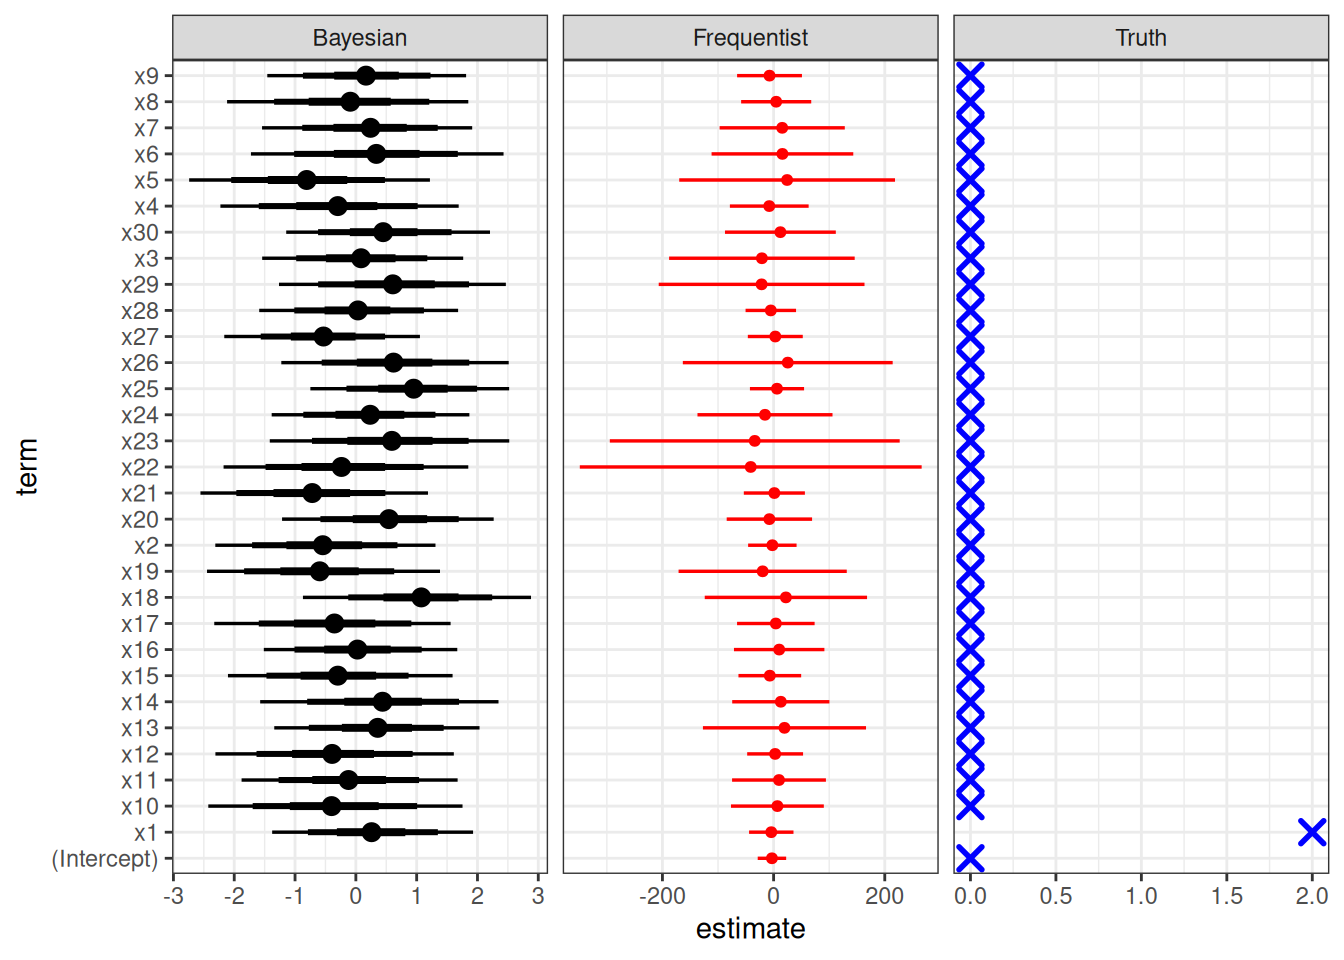 Bayesian Frequentist Truth
x9
x8
x7
x6
x5
x4
x30
x3
x29
x28
x27
x26
x25
x24
x23
x22
x21
x20
x2
x19
x18
x17
x16
x15
x14
x13
x12
x11
x10
x1
(Intercept)
term
-3 -2 -1 0 1 2 3 -200 0 200 0.0 0.5 1.0 1.5 2.0
estimate